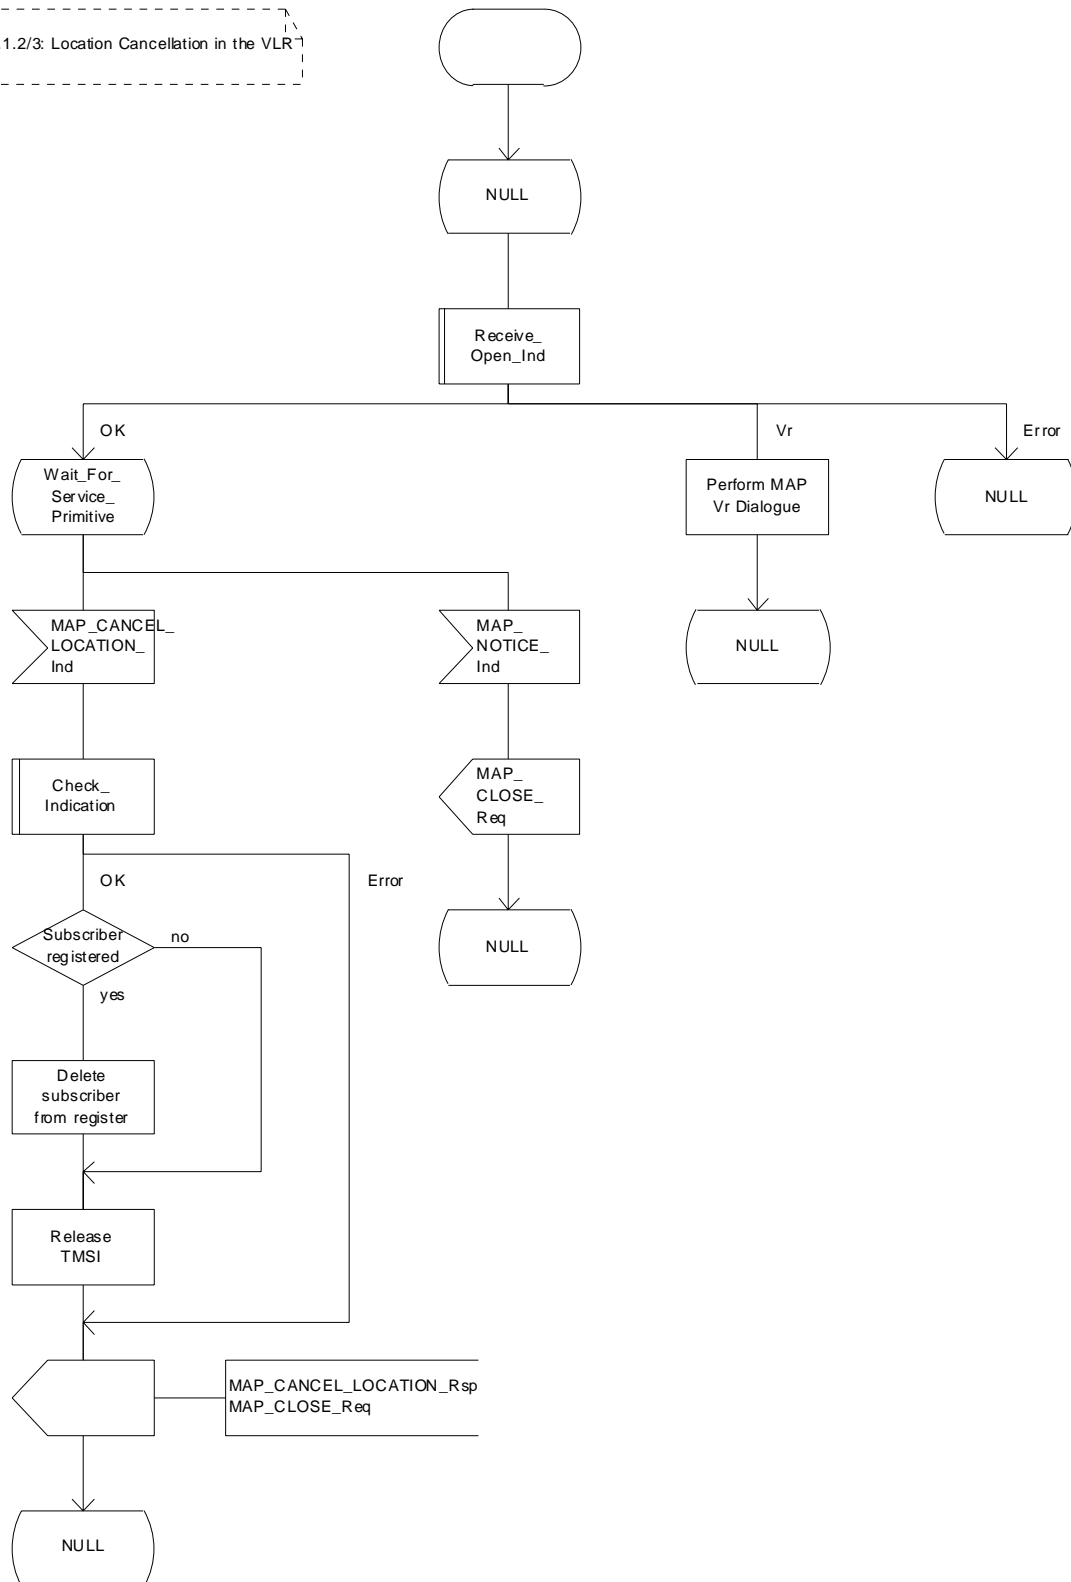 .1.2/3: Location Cancellation in the VLR
NULL
Receive_
Open_Ind
OK
Vr
Error
Wait_For_
Service_
Primitive
Perform MAP
Vr Dialogue
NULL
MAP_CANCEL_
LOCATION_
Ind
MAP_
NOTICE_
Ind
NULL
Check_
Indication
MAP_
CLOSE_
Req
OK
Error
Subscriber
registered
no
yes
NULL
Delete
subscriber
from register
Release
TMSI
MAP_CANCEL_LOCATION_Rsp
MAP_CLOSE_Req
NULL